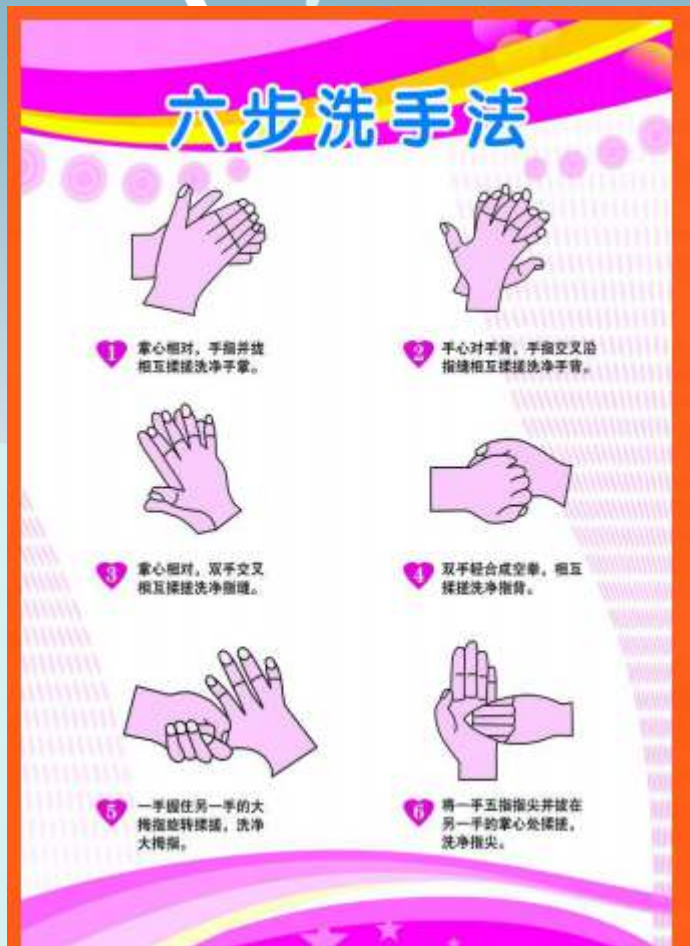 六步洗手法
1 掌心相对，手指并拢
相互揉搓洗净手掌。
2 手心对手背，手指交叉沿
指缝相互揉搓洗净手背。
3 掌心相对，双手交叉
相互揉搓洗净指缝。
4 双手轻合成空拳，相互
揉搓洗净指背。
5 一手握住另一手的大
拇指旋转揉搓，洗净
大拇指。
6 将一手五指指尖并拢在
另一手的掌心处揉搓，
洗净指尖。